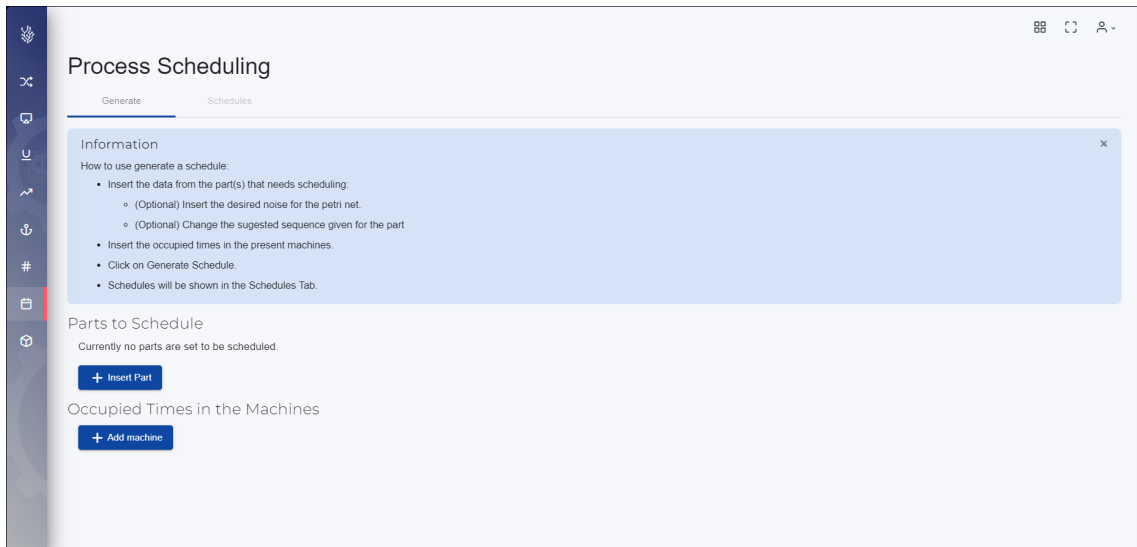 Process Scheduling
Generate
Schedules
Information
How to use generate a schedule:
Insert the data from the part(s) that needs scheduling:
(Optional) Insert the desired noise for the petri net.
(Optional) Change the sugested sequence given for the part
Insert the occupied times in the present machines.
Click on Generate Schedule.
Schedules will be shown in the Schedules Tab.
Parts to Schedule
Currently no parts are set to be scheduled.
+ Insert Part
Occupied Times in the Machines
+ Add machine